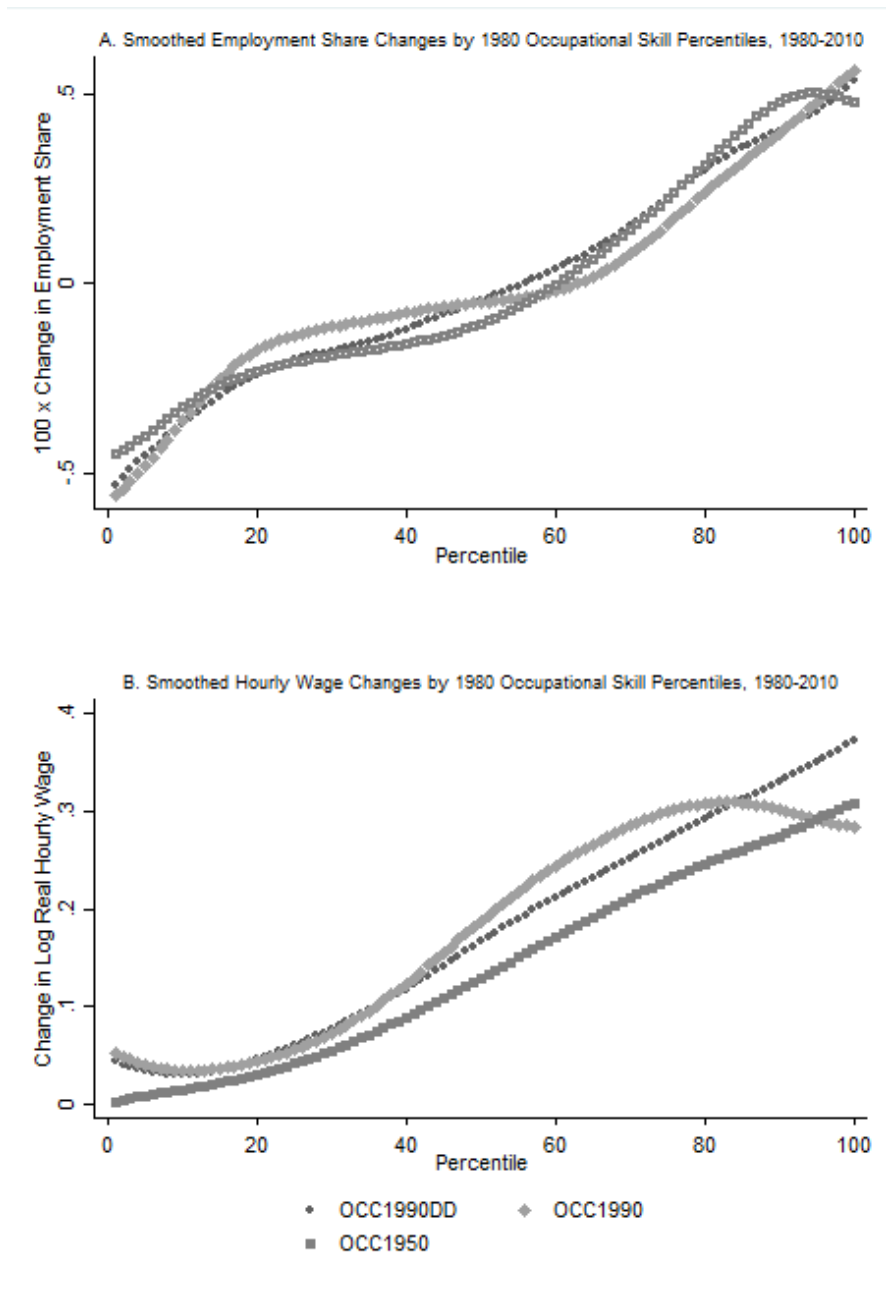 A. Smoothed Employment Share Changes by 1980 Occupational Skill Percentiles, 1980-2010
100 x Change in Employment Share
.5
0
-.5
0 20 40 60 80 100
Percentile
B. Smoothed Hourly Wage Changes by 1980 Occupational Skill Percentiles, 1980-2010
Change in Log Real Hourly Wage
.4
.3
.2
.1
0
0 20 40 60 80 100
Percentile
OCC1990DD OCC1990
OCC1950